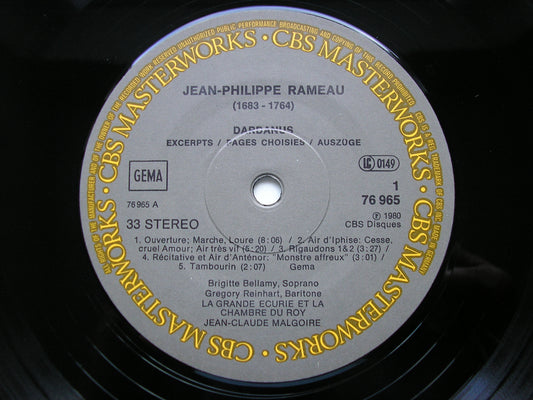 CBS MASTERWORKS · CBS MASTERWORKS · CBS MASTERWORKS · CBS MASTERWORKS ·
JEAN-PHILIPPE RAMEAU
(1683 - 1764)
DARDANUS
EXCERPTS / PAGES CHOISIES / AUSZÜGE
GEMA
LC 0149
76 965 A
1
76 965
33 STEREO
℗ 1980
CBS Disques
1. Ouverture; Marche, Loure (8:06) / 2. Air d'Iphise: Cesse,
cruel Amour; Air très vif (5:20) / 3. Rigaudons 1 & 2 (3:27)
4. Récitative et Air d'Anténor: "Monstre affreux" (3:01) /
5. Tambourin (2:07) Gema
Brigitte Bellamy, Soprano
Gregory Reinhart, Baritone
LA GRANDE ECURIE ET LA
CHAMBRE DU ROY
JEAN-CLAUDE MALGOIRE